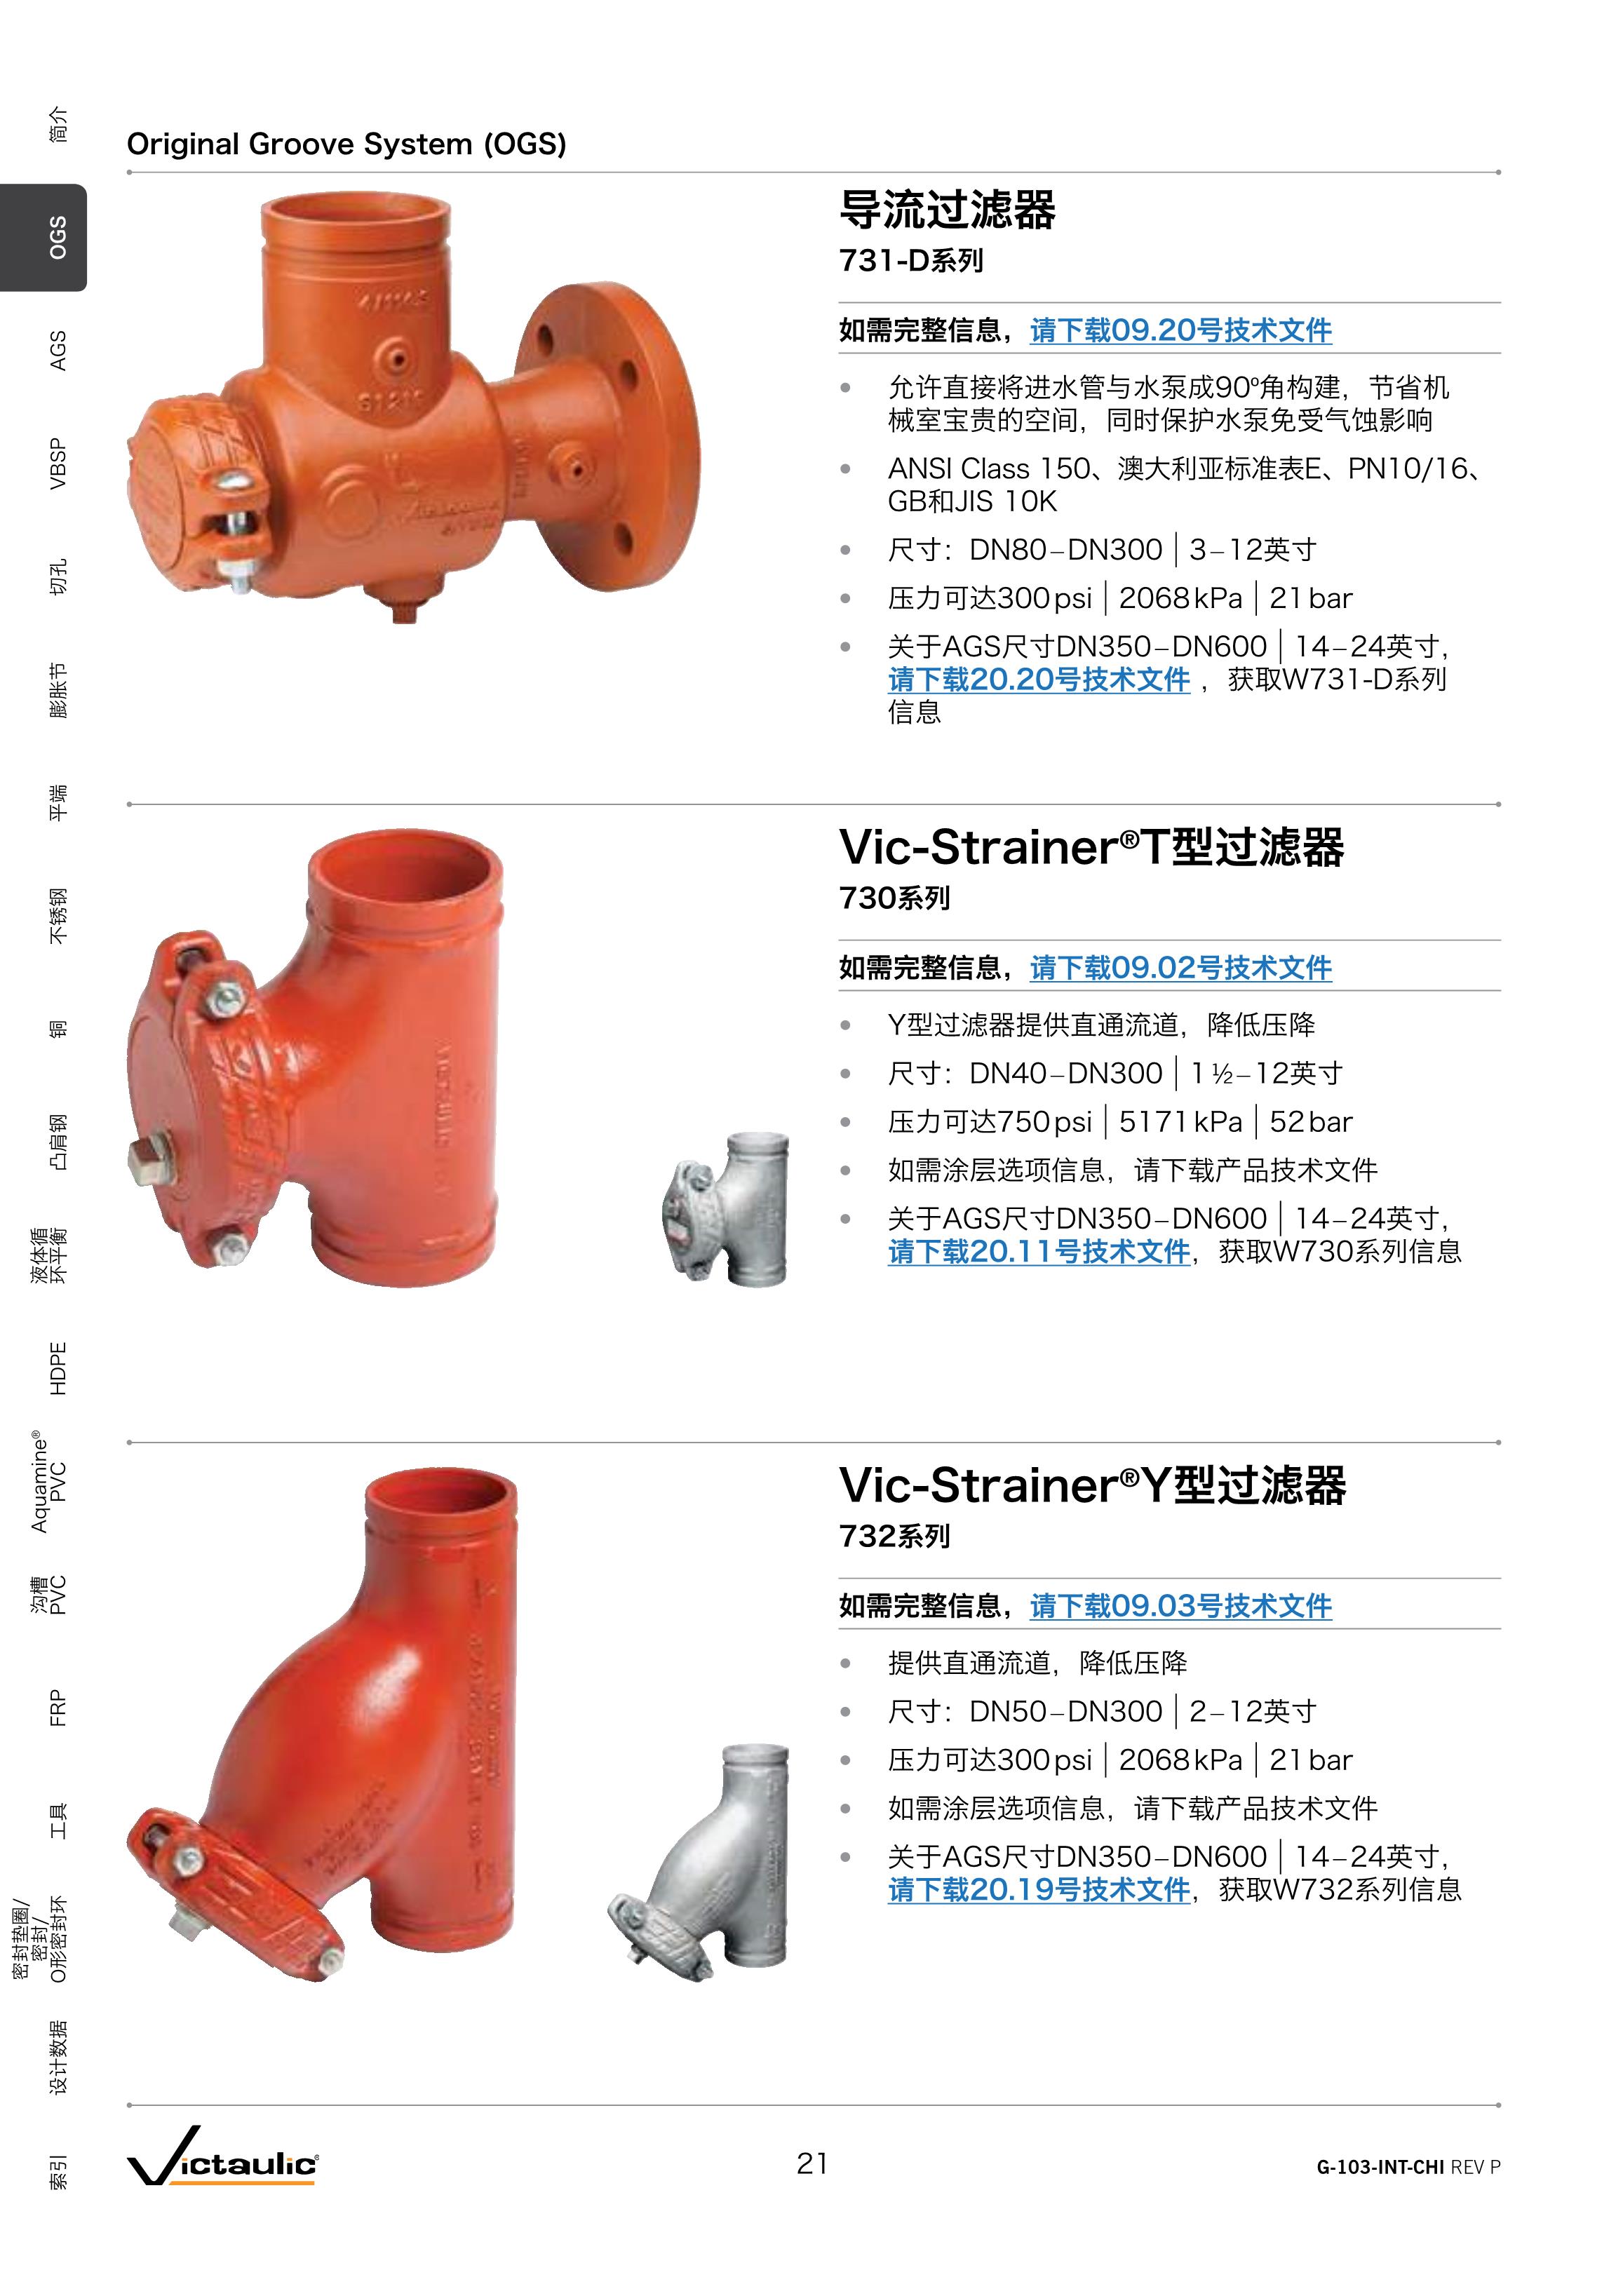 简介
OGS
AGS
VBSP
切孔
膨胀节
平端
不锈钢
铜
凸肩钢
液体循
环平衡
HDPE
Aquamine®
PVC
沟槽
PVC
FRP
工具
密封垫圈/
密封/
O形密封环
设计数据
索引
Original Groove System (OGS)
导流过滤器
731-D系列
如需完整信息，请下载09.20号技术文件
• 允许直接将进水管与水泵成90º角构建，节省机
械室宝贵的空间，同时保护水泵免受气蚀影响
• ANSI Class 150、澳大利亚标准表E、PN10/16、
GB和JIS 10K
• 尺寸：DN80–DN300 | 3–12英寸
• 压力可达300 psi | 2068 kPa | 21 bar
• 关于AGS尺寸DN350–DN600 | 14–24英寸，
请下载20.20号技术文件 ，获取W731-D系列
信息
Vic-Strainer®T型过滤器
730系列
如需完整信息，请下载09.02号技术文件
• Y型过滤器提供直通流道，降低压降
• 尺寸：DN40–DN300 | 1 ½–12英寸
• 压力可达750 psi | 5171 kPa | 52 bar
• 如需涂层选项信息，请下载产品技术文件
• 关于AGS尺寸DN350–DN600 | 14–24英寸，
请下载20.11号技术文件，获取W730系列信息
Vic-Strainer®Y型过滤器
732系列
如需完整信息，请下载09.03号技术文件
• 提供直通流道，降低压降
• 尺寸：DN50–DN300 | 2–12英寸
• 压力可达300 psi | 2068 kPa | 21 bar
• 如需涂层选项信息，请下载产品技术文件
• 关于AGS尺寸DN350–DN600 | 14–24英寸，
请下载20.19号技术文件，获取W732系列信息
Victaulic®
21
G-103-INT-CHI REV P